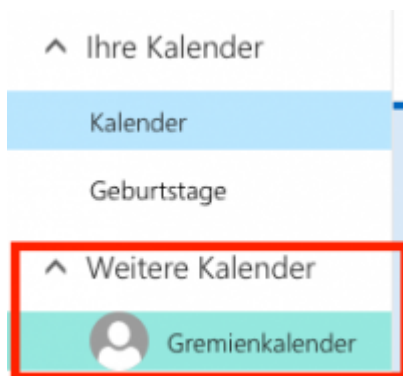 Ihre Kalender
Kalender
Geburtstage
Weitere Kalender
Gremienkalender